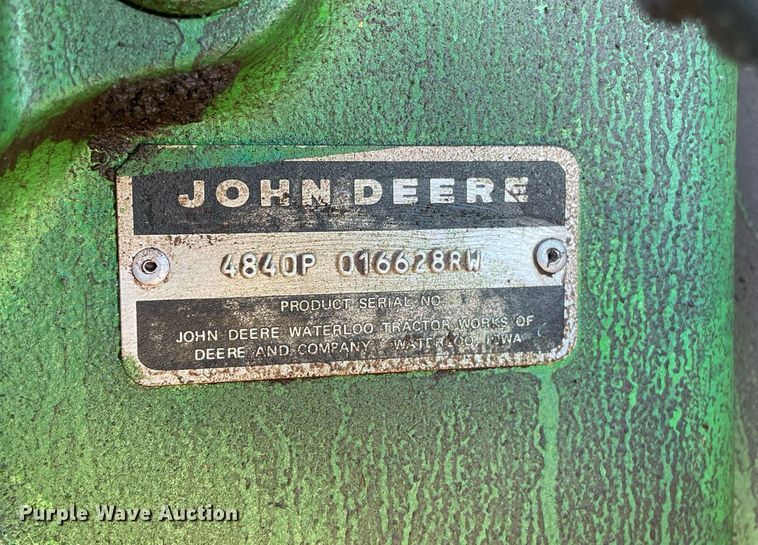 JOHN DEERE
4840P 016628RW
PRODUCT SERIAL NO.
JOHN DEERE WATERLOO TRACTOR WORKS OF
DEERE AND COMPANY WATERLOO, IOWA
Purple Wave Auction